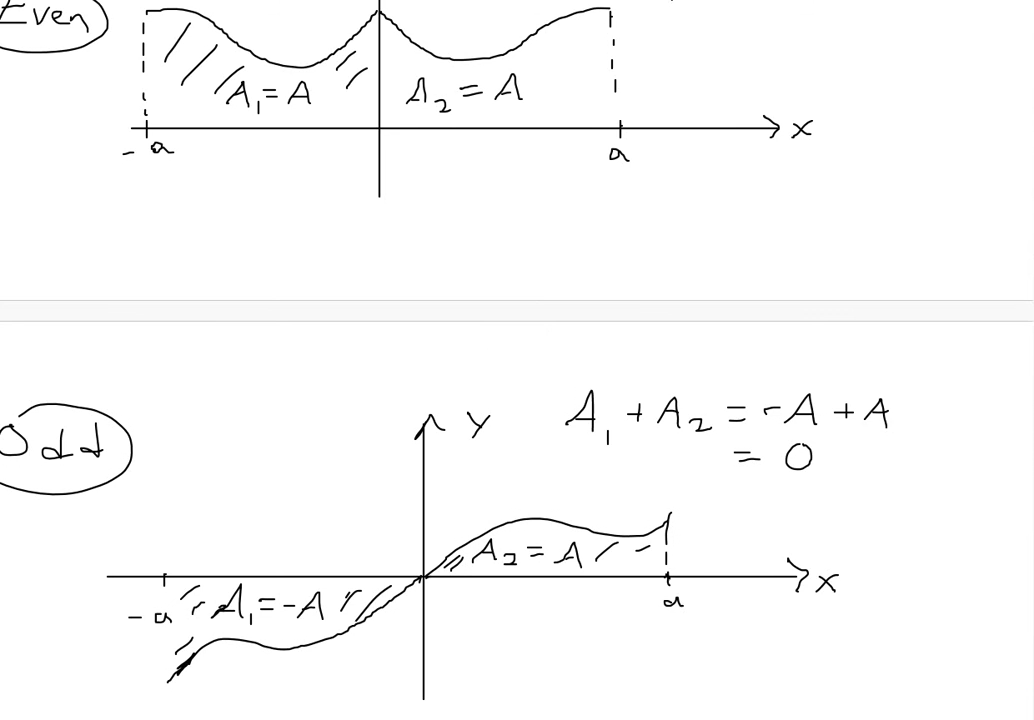 Even
A₁ = A
A₂ = A
x
-a
a
Odd
y
A₁ + A₂ = -A + A
= 0
A₂ = A
x
-a
A₁ = -A
a